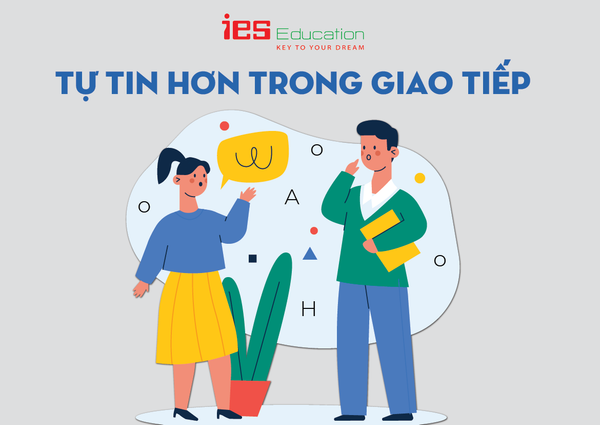 ies Education
KEY TO YOUR DREAM
TỰ TIN HƠN TRONG GIAO TIẾP
W
O
A
O
O
H